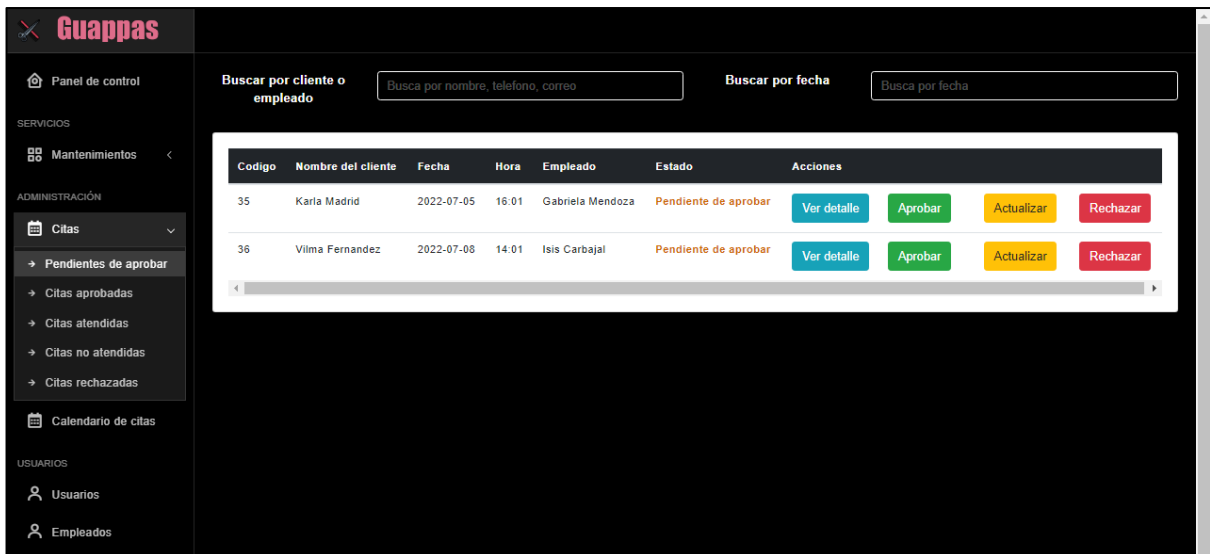 Guappas
Panel de control
SERVICIOS
Mantenimientos
ADMINISTRACIÓN
Citas
Pendientes de aprobar
Citas aprobadas
Citas atendidas
Citas no atendidas
Citas rechazadas
Calendario de citas
USUARIOS
Usuarios
Empleados
Buscar por cliente o
empleado
Busca por nombre, telefono, correo
Buscar por fecha
Busca por fecha
Codigo Nombre del cliente Fecha Hora Empleado Estado Acciones
35 Karla Madrid 2022-07-05 16:01 Gabriela Mendoza Pendiente de aprobar Ver detalle Aprobar Actualizar Rechazar
36 Vilma Fernandez 2022-07-08 14:01 Isis Carbajal Pendiente de aprobar Ver detalle Aprobar Actualizar Rechazar